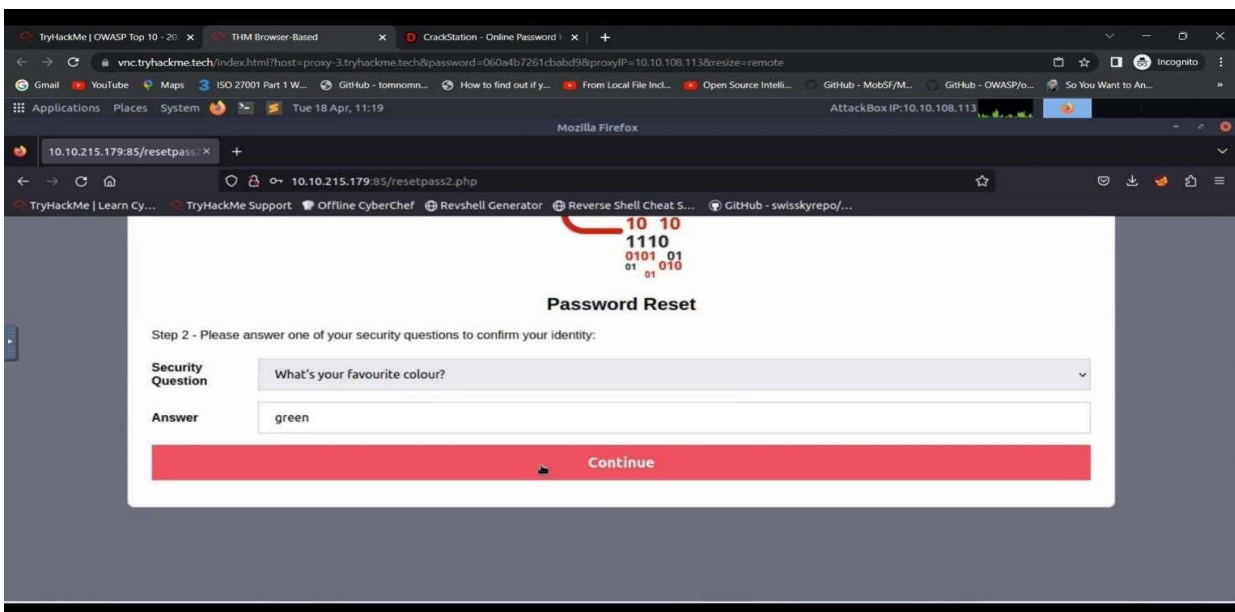 TryHackMe | OWASP Top 10 - 20 THM Browser-Based CrackStation - Online Password +
vnc.tryhackme.tech/index.html?host=proxy-3.tryhackme.tech&password=060a4b7261cbabd9&proxyIP=10.10.108.113&resize=remote Incognito
Gmail YouTube Maps ISO 27001 Part 1 W... GitHub - tomnomn... How to find out if y... From Local File Incl... Open Source Intelli... GitHub - MobSF/M... GitHub - OWASP/o... So You Want to An... »
Applications Places System Tue 18 Apr, 11:19 AttackBox IP:10.10.108.113
Mozilla Firefox
10.10.215.179:85/resetpass2 +
10.10.215.179:85/resetpass2.php
TryHackMe | Learn Cy... TryHackMe Support Offline CyberChef Revshell Generator Reverse Shell Cheat S... GitHub - swisskyrepo/...
10 10
1110
0101 01
01 010
01
Password Reset
Step 2 - Please answer one of your security questions to confirm your identity:
Security
Question
What's your favourite colour?
Answer green
Continue